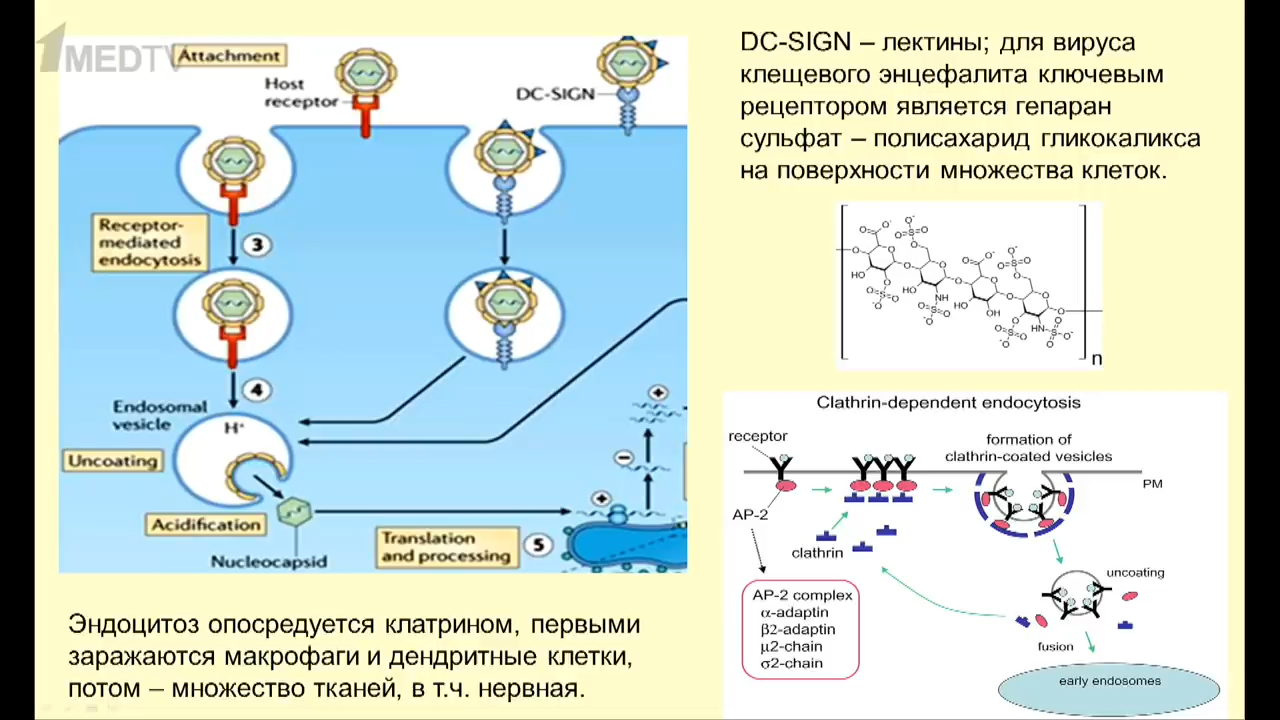 1MEDTV
Attachment
Host
receptor
DC-SIGN
Receptor-
mediated
endocytosis
3
4
Endosomal
vesicle
H⁺
Uncoating
Acidification
Nucleocapsid
Translation
and processing
5
+
−
+
Эндоцитоз опосредуется клатрином, первыми
заражаются макрофаги и дендритные клетки,
потом – множество тканей, в т.ч. нервная.
DC-SIGN – лектины; для вируса
клещевого энцефалита ключевым
рецептором является гепаран
сульфат – полисахарид гликокаликса
на поверхности множества клеток.
n
Clathrin-dependent endocytosis
receptor
formation of
clathrin-coated vesicles
PM
AP-2
clathrin
uncoating
AP-2 complex
α-adaptin
β2-adaptin
μ2-chain
σ2-chain
fusion
early endosomes